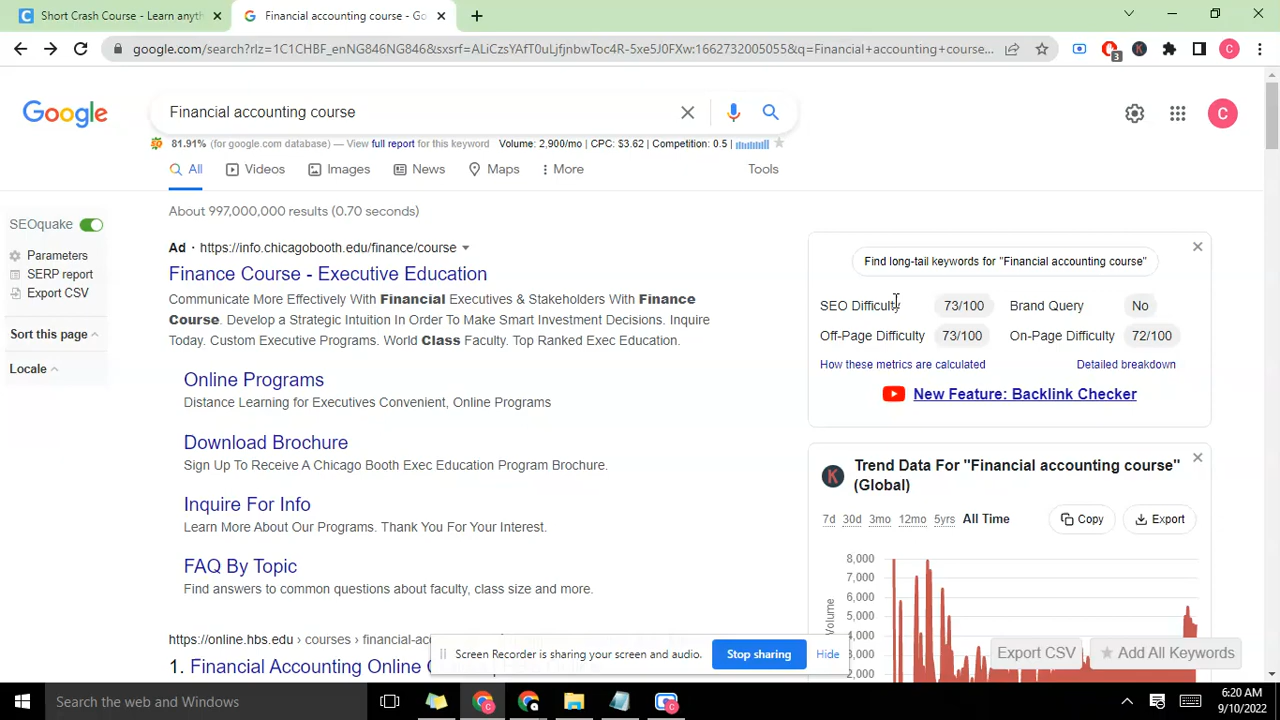 Short Crash Course - Learn anyth
Financial accounting course - Go
google.com/search?rlz=1C1CHBF_enNG846NG846&sxsrf=ALiCzsYAfT0uLjfjnbwToc4R-5xe5J0FXw:1662732005055&q=Financial+accounting+course...
3
C
Google
Financial accounting course
C
81.91% (for google.com database) — View full report for this keyword Volume: 2,900/mo | CPC: $3.62 | Competition: 0.5 |
All
Videos
Images
News
Maps
More
Tools
About 997,000,000 results (0.70 seconds)
SEOquake
Parameters
SERP report
Export CSV
Sort this page
Locale
Ad · https://info.chicagobooth.edu/finance/course
Finance Course - Executive Education
Communicate More Effectively With Financial Executives & Stakeholders With Finance
Course. Develop a Strategic Intuition In Order To Make Smart Investment Decisions. Inquire
Today. Custom Executive Programs. World Class Faculty. Top Ranked Exec Education.
Online Programs
Distance Learning for Executives Convenient, Online Programs
Download Brochure
Sign Up To Receive A Chicago Booth Exec Education Program Brochure.
Inquire For Info
Learn More About Our Programs. Thank You For Your Interest.
FAQ By Topic
Find answers to common questions about faculty, class size and more.
https://online.hbs.edu › courses › financial-ac
1. Financial Accounting Online C
Find long-tail keywords for "Financial accounting course"
SEO Difficulty 73/100 Brand Query No
Off-Page Difficulty 73/100 On-Page Difficulty 72/100
How these metrics are calculated
Detailed breakdown
New Feature: Backlink Checker
K
Trend Data For "Financial accounting course"
(Global)
7d 30d 3mo 12mo 5yrs All Time
Copy
Export
8,000
7,000
6,000
5,000
4,000
2,000
Volume
Export CSV
Add All Keywords
Screen Recorder is sharing your screen and audio.
Stop sharing
Hide
Search the web and Windows
6:20 AM
9/10/2022